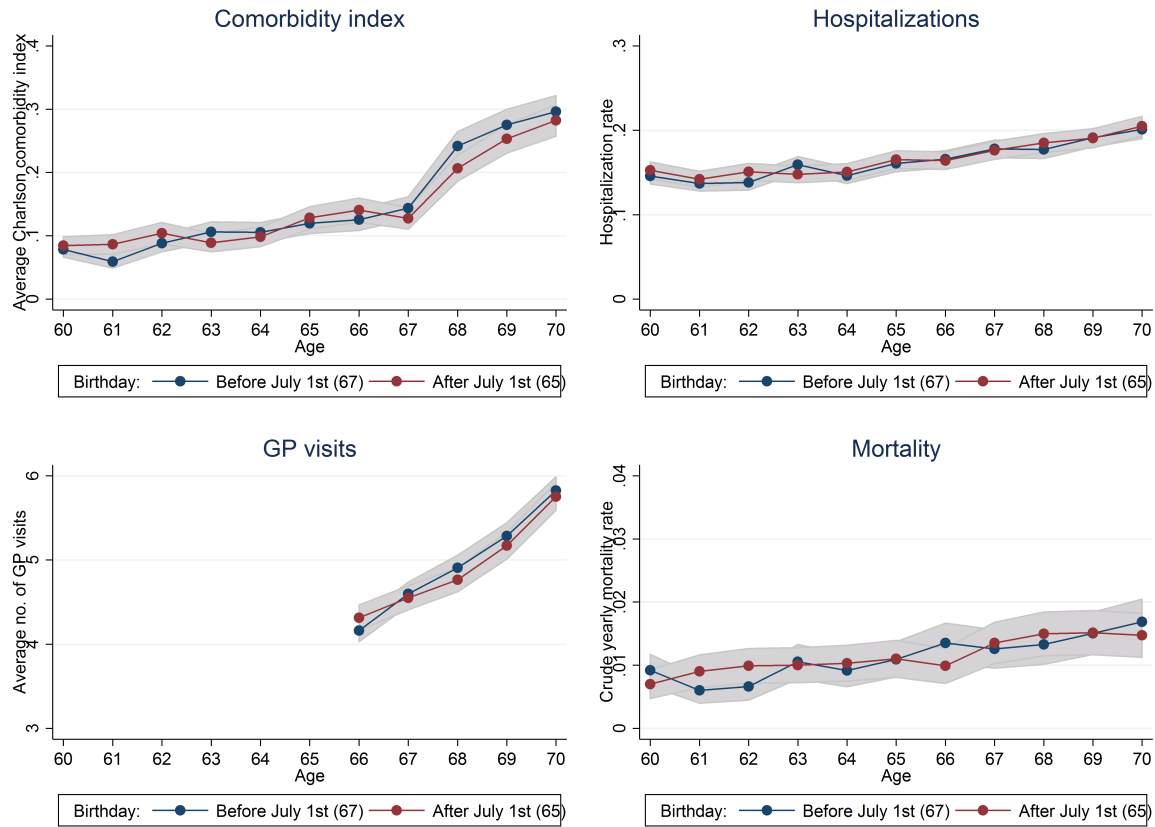 Comorbidity index
Average Charlson comorbidity index
.4
.3
.2
.1
0
60 61 62 63 64 65 66 67 68 69 70
Age
Birthday: Before July 1st (67) After July 1st (65)
Hospitalizations
Hospitalization rate
.3
.2
.1
0
60 61 62 63 64 65 66 67 68 69 70
Age
Birthday: Before July 1st (67) After July 1st (65)
GP visits
Average no. of GP visits
6
5
4
3
60 61 62 63 64 65 66 67 68 69 70
Age
Birthday: Before July 1st (67) After July 1st (65)
Mortality
Crude yearly mortality rate
.04
.03
.02
.01
0
60 61 62 63 64 65 66 67 68 69 70
Age
Birthday: Before July 1st (67) After July 1st (65)